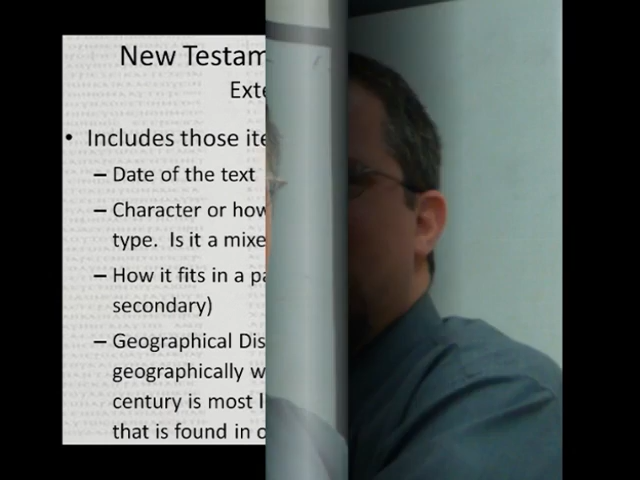 New Testam
Exte
• Includes those ite
– Date of the text
– Character or how
type. Is it a mixe
– How it fits in a pa
secondary)
– Geographical Dis
geographically w
century is most l
that is found in o